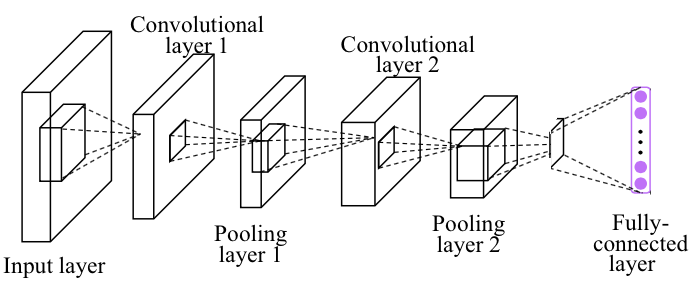 Convolutional
layer 1
Convolutional
layer 2
Input layer
Pooling
layer 1
Pooling
layer 2
Fully-
connected
layer